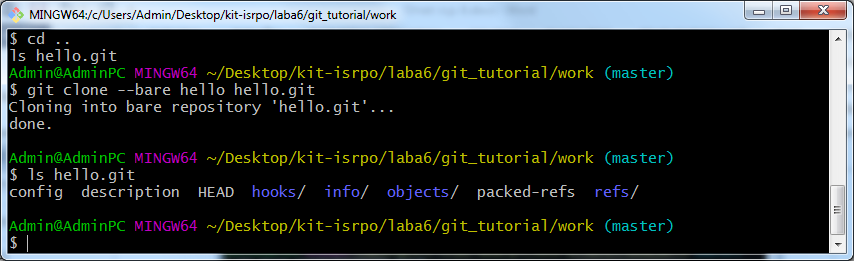 MINGW64:/c/Users/Admin/Desktop/kit-isrpo/laba6/git_tutorial/work
$ cd ..
ls hello.git
Admin@AdminPC MINGW64 ~/Desktop/kit-isrpo/laba6/git_tutorial/work (master)
$ git clone --bare hello hello.git
Cloning into bare repository 'hello.git'...
done.
Admin@AdminPC MINGW64 ~/Desktop/kit-isrpo/laba6/git_tutorial/work (master)
$ ls hello.git
config  description  HEAD  hooks/  info/  objects/  packed-refs  refs/
Admin@AdminPC MINGW64 ~/Desktop/kit-isrpo/laba6/git_tutorial/work (master)
$